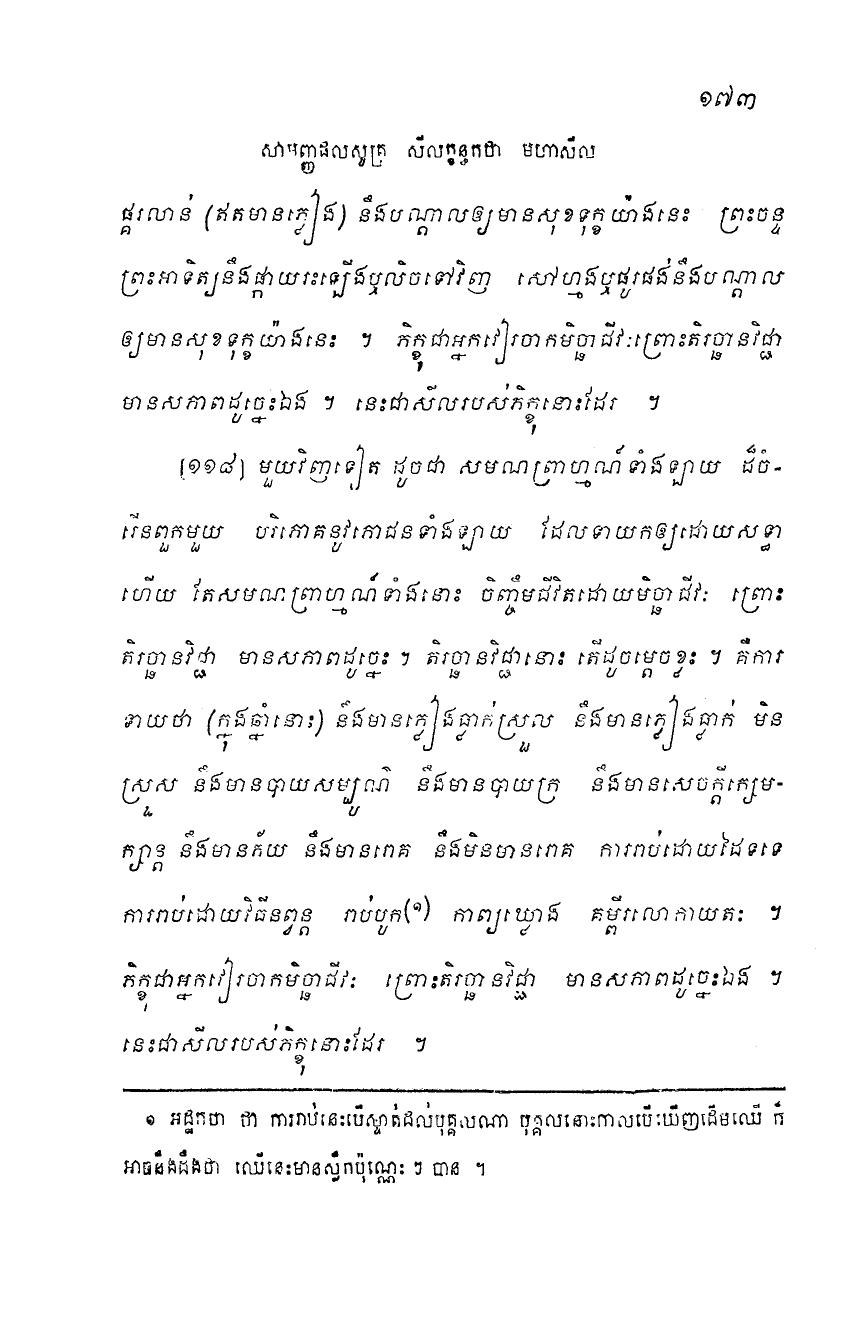 ១៧៣
សាមញ្ញផលសូត្រ សីលក្ខន្ធកថា មហាសីល
ផ្គរលាន់ (ឥតមានភ្លៀង) នឹងបណ្តាលឲ្យមានសុខទុក្ខយ៉ាងនេះ ព្រះចន្ទ
ព្រះអាទិត្យនឹងផ្កាយរះឡើងឬលិចទៅវិញ សៅហ្មងឬផូរផង់នឹងបណ្តាល
ឲ្យមានសុខទុក្ខយ៉ាងនេះ ។ ភិក្ខុជាអ្នកវៀរចាកមិច្ឆាជីវៈព្រោះតិរច្ឆានវិជ្ជា
មានសភាពដូច្នេះឯង ។ នេះជាសីលរបស់ភិក្ខុនោះដែរ ។
[១១៨] មួយវិញទៀត ដូចជា សមណព្រាហ្មណ៍ទាំងឡាយ ដ៏ចំ-
រើនពួកមួយ បរិភោគនូវភោជនទាំងឡាយ ដែលទាយកឲ្យដោយសទ្ធា
ហើយ តែសមណព្រាហ្មណ៍ទាំងនោះ ចិញ្ចឹមជីវិតដោយមិច្ឆាជីវៈ ព្រោះ
តិរច្ឆានវិជ្ជា មានសភាពដូច្នេះ ។ តិរច្ឆានវិជ្ជានោះ តើដូចម្តេចខ្លះ ។ គឺការ
ទាយថា (ក្នុងឆ្នាំនោះ) នឹងមានភ្លៀងធ្លាក់ស្រួល នឹងមានភ្លៀងធ្លាក់ មិន
ស្រួល នឹងមានបាយសម្បូណ៌ នឹងមានបាយក្រ នឹងមានសេចក្តីក្សេម-
ក្សាន្ត នឹងមានភ័យ នឹងមានរោគ នឹងមិនមានរោគ ការរាប់ដោយដៃទទេ
ការរាប់ដោយវិធីនព្វន្ត រាប់បូក(១) កាព្យឃ្លោង គម្ពីរលោកាយតៈ ។
ភិក្ខុជាអ្នកវៀរចាកមិច្ឆាជីវៈ ព្រោះតិរច្ឆានវិជ្ជា មានសភាពដូច្នេះឯង ។
នេះជាសីលរបស់ភិក្ខុនោះដែរ ។
១ អដ្ឋកថា ថា ការរាប់នេះបើស្ទាត់ដល់បុគ្គលណា បុគ្គលនោះកាលបើឃើញដើមឈើ ក៏
អាចនឹងដឹងថា ឈើនេះមានស្លឹកប៉ុណ្ណេះ ៗ បាន ។